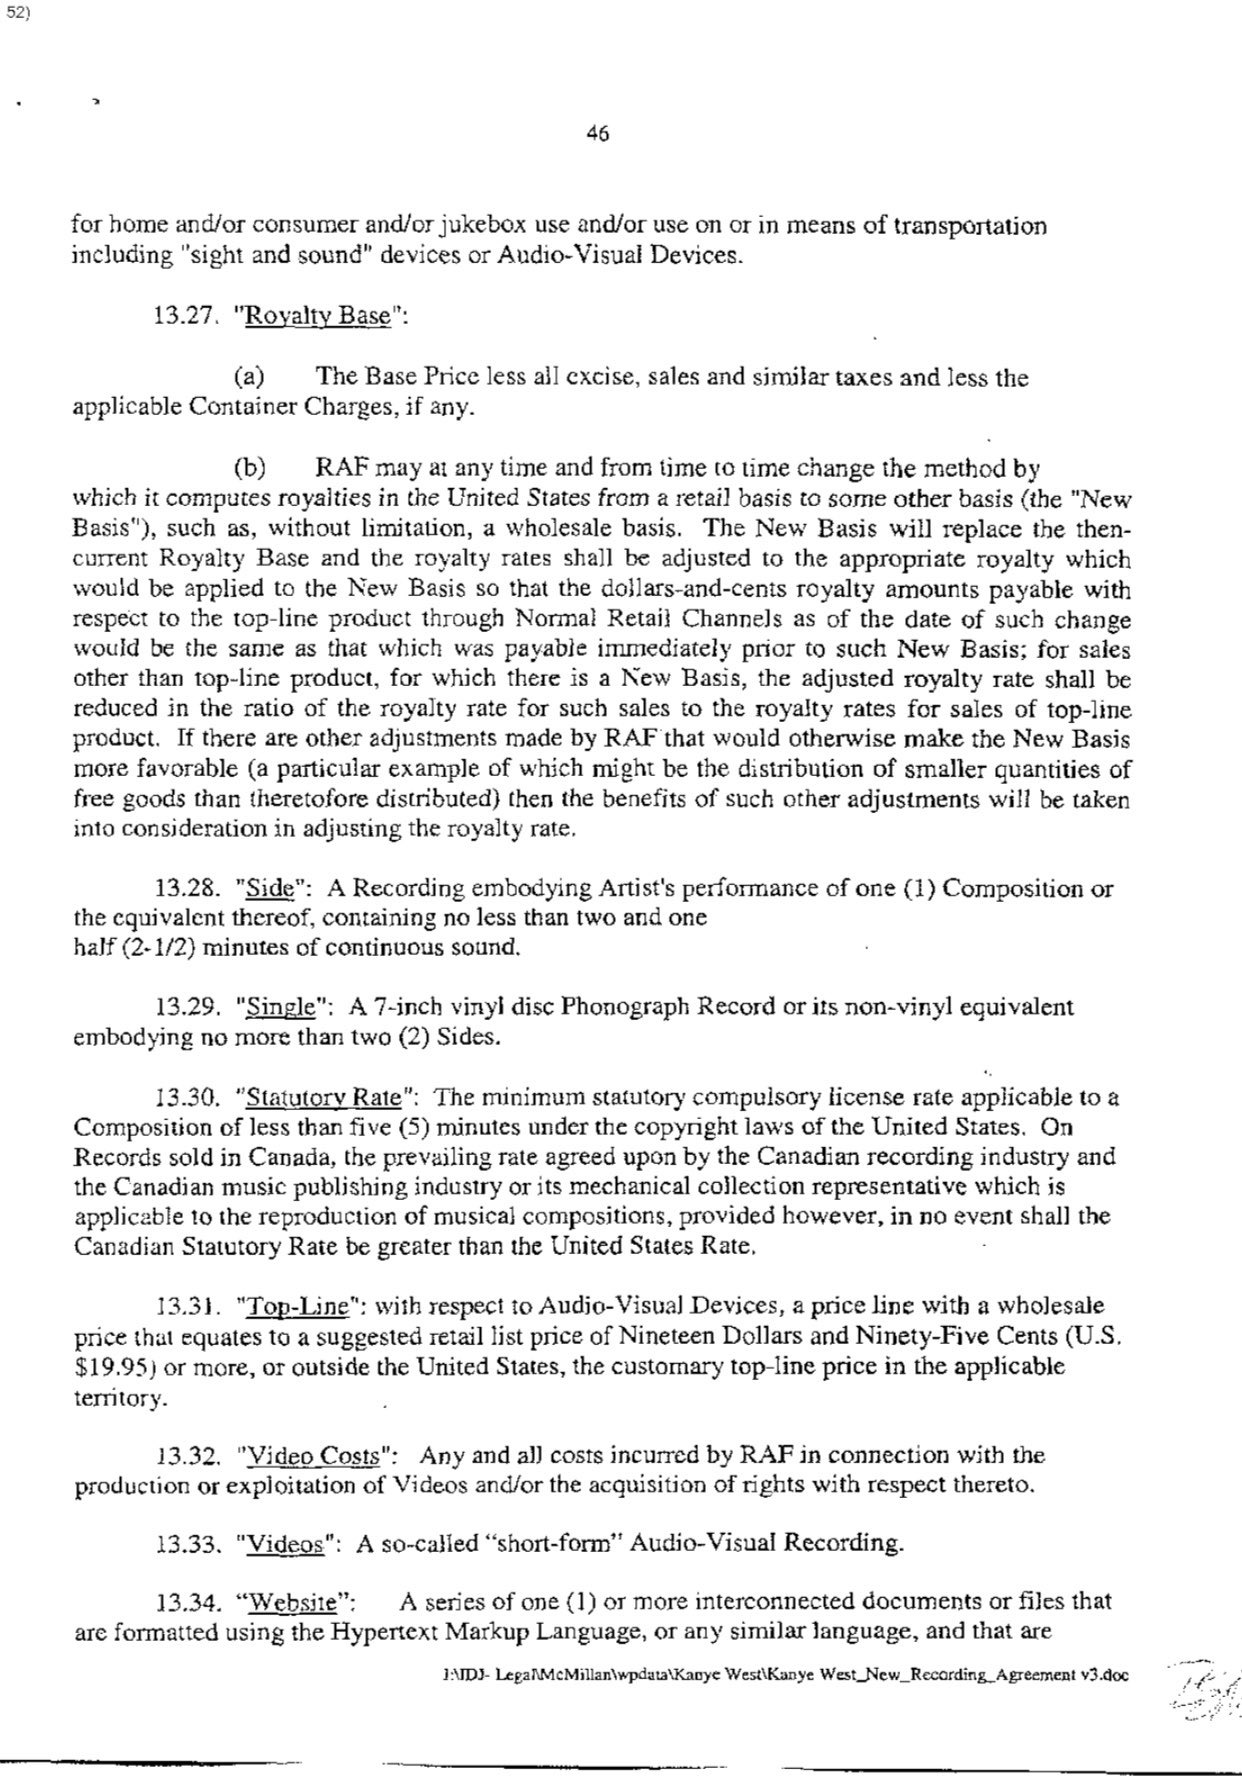 52)
46
for home and/or consumer and/or jukebox use and/or use on or in means of transportation
including "sight and sound" devices or Audio-Visual Devices.
13.27. "Royalty Base":
(a) The Base Price less all excise, sales and similar taxes and less the
applicable Container Charges, if any.
(b) RAF may at any time and from time to time change the method by
which it computes royalties in the United States from a retail basis to some other basis (the "New
Basis"), such as, without limitation, a wholesale basis. The New Basis will replace the then-
current Royalty Base and the royalty rates shall be adjusted to the appropriate royalty which
would be applied to the New Basis so that the dollars-and-cents royalty amounts payable with
respect to the top-line product through Normal Retail Channels as of the date of such change
would be the same as that which was payable immediately prior to such New Basis; for sales
other than top-line product, for which there is a New Basis, the adjusted royalty rate shall be
reduced in the ratio of the royalty rate for such sales to the royalty rates for sales of top-line
product. If there are other adjustments made by RAF that would otherwise make the New Basis
more favorable (a particular example of which might be the distribution of smaller quantities of
free goods than theretofore distributed) then the benefits of such other adjustments will be taken
into consideration in adjusting the royalty rate.
13.28. "Side": A Recording embodying Artist's performance of one (1) Composition or
the equivalent thereof, containing no less than two and one
half (2-1/2) minutes of continuous sound.
13.29. "Single": A 7-inch vinyl disc Phonograph Record or its non-vinyl equivalent
embodying no more than two (2) Sides.
13.30. "Statutory Rate": The minimum statutory compulsory license rate applicable to a
Composition of less than five (5) minutes under the copyright laws of the United States. On
Records sold in Canada, the prevailing rate agreed upon by the Canadian recording industry and
the Canadian music publishing industry or its mechanical collection representative which is
applicable to the reproduction of musical compositions, provided however, in no event shall the
Canadian Statutory Rate be greater than the United States Rate.
13.31. "Top-Line": with respect to Audio-Visual Devices, a price line with a wholesale
price that equates to a suggested retail list price of Nineteen Dollars and Ninety-Five Cents (U.S.
$19.95) or more, or outside the United States, the customary top-line price in the applicable
territory.
13.32. "Video Costs": Any and all costs incurred by RAF in connection with the
production or exploitation of Videos and/or the acquisition of rights with respect thereto.
13.33. "Videos": A so-called “short-form” Audio-Visual Recording.
13.34. “Website”: A series of one (1) or more interconnected documents or files that
are formatted using the Hypertext Markup Language, or any similar language, and that are
J:\IDJ- Legal\McMillan\wpdata\Kanye West\Kanye West_New_Recording_Agreement v3.doc